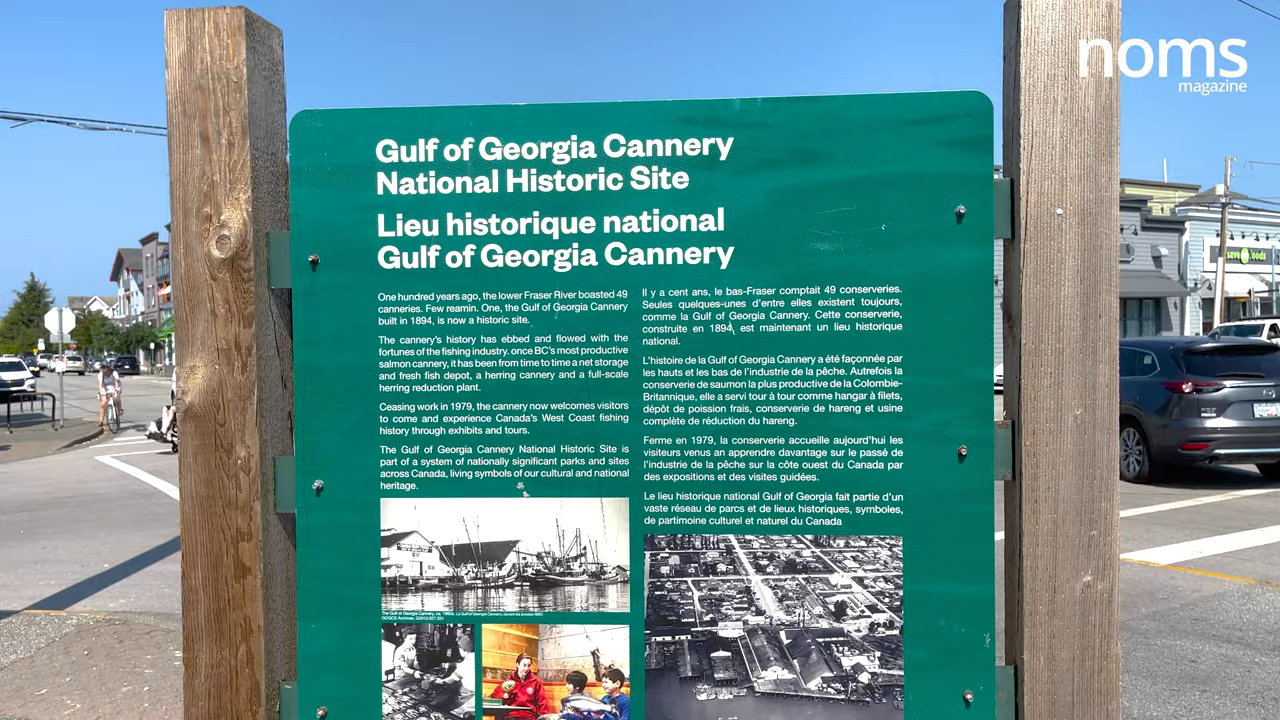 noms
magazine
Gulf of Georgia Cannery
National Historic Site
Lieu historique national
Gulf of Georgia Cannery
One hundred years ago, the lower Fraser River boasted 49
canneries. Few reamin. One, the Gulf of Georgia Cannery
built in 1894, is now a historic site.
The cannery's history has ebbed and flowed with the
fortunes of the fishing industry. once BC's most productive
salmon cannery, it has been from time to time a net storage
and fresh fish depot, a herring cannery and a full-scale
herring reduction plant.
Ceasing work in 1979, the cannery now welcomes visitors
to come and experience Canada's West Coast fishing
history through exhibits and tours.
The Gulf of Georgia Cannery National Historic Site is
part of a system of nationally significant parks and sites
across Canada, living symbols of our cultural and national
heritage.
Il y a cent ans, le bas-Fraser comptait 49 conserveries.
Seules quelques-unes d'entre elles existent toujours,
comme la Gulf of Georgia Cannery. Cette conserverie,
construite en 1894, est maintenant un lieu historique
national.
L'histoire de la Gulf of Georgia Cannery a été façonnée par
les hauts et les bas de l'industrie de la pêche. Autrefois la
conserverie de saumon la plus productive de la Colombie-
Britannique, elle a servi tour à tour comme hangar à filets,
dépôt de poisson frais, conserverie de hareng et usine
complète de réduction du hareng.
Ferme en 1979, la conserverie accueille aujourd'hui les
visiteurs venus an apprendre davantage sur le passé de
l'industrie de la pêche sur la côte ouest du Canada par
des expositions et des visites guidées.
Le lieu historique national Gulf of Georgia fait partie d'un
vaste réseau de parcs et de lieux historiques, symboles,
de partimoine culturel et naturel du Canada